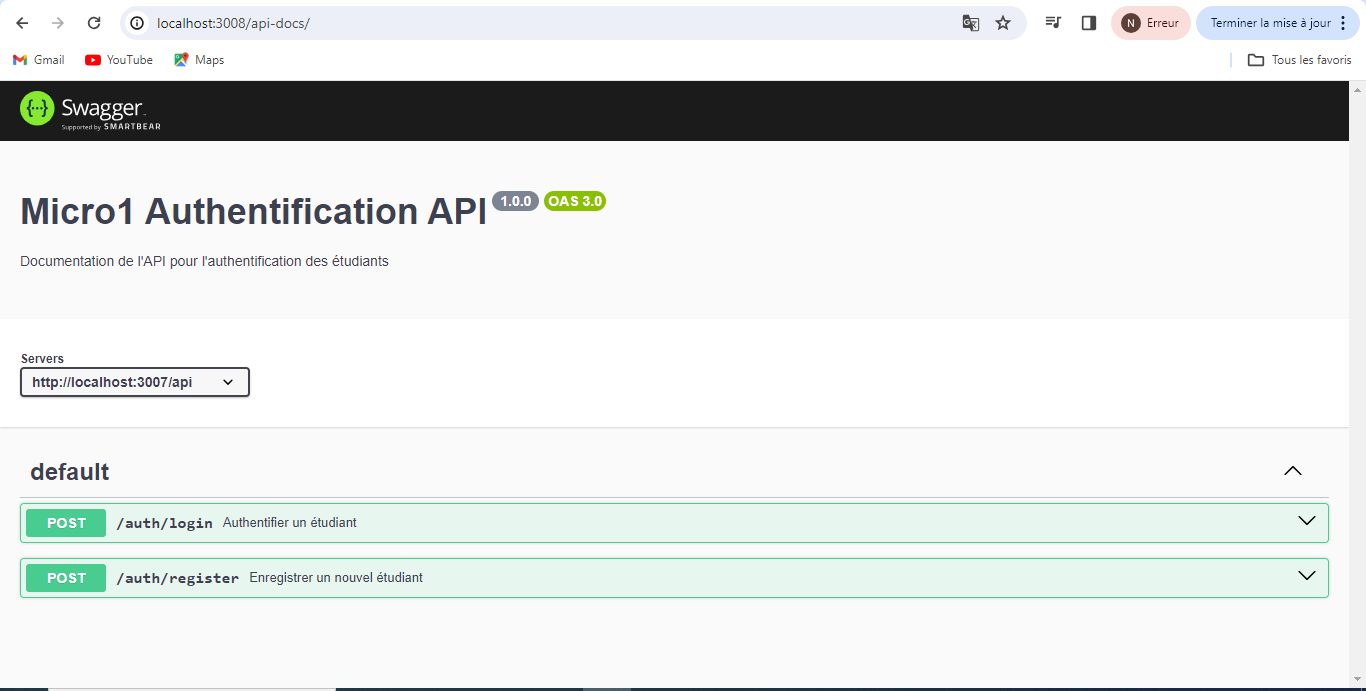 localhost:3008/api-docs/
N Erreur
Terminer la mise à jour
Gmail YouTube Maps
Tous les favoris
Swagger
Supported by SMARTBEAR
Micro1 Authentification API 1.0.0 OAS 3.0
Documentation de l'API pour l'authentification des étudiants
Servers
http://localhost:3007/api
default
POST /auth/login Authentifier un étudiant
POST /auth/register Enregistrer un nouvel étudiant